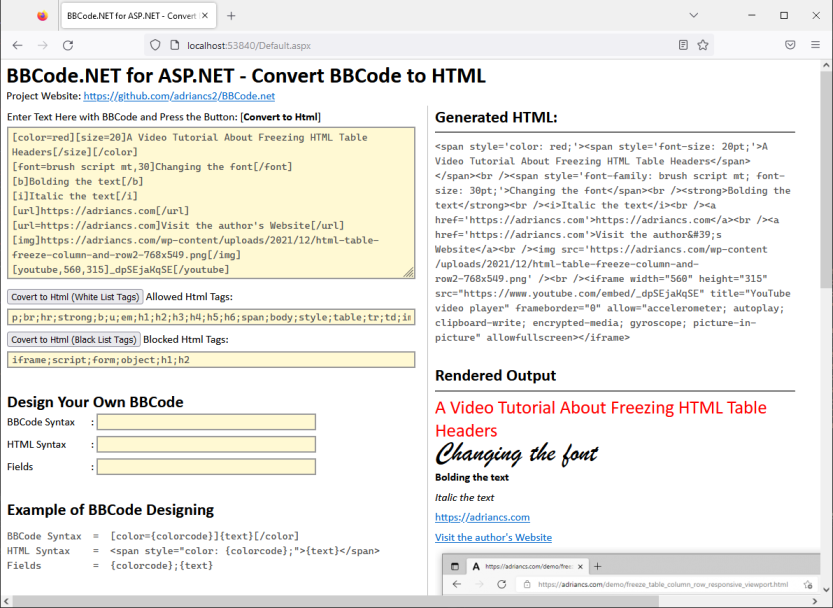 BBCode.NET for ASP.NET - Convert
localhost:53840/Default.aspx
BBCode.NET for ASP.NET - Convert BBCode to HTML
Project Website: https://github.com/adriancs2/BBCode.net
Enter Text Here with BBCode and Press the Button: [Convert to Html]
[color=red][size=20]A Video Tutorial About Freezing HTML Table
Headers[/size][/color]
[font=brush script mt,30]Changing the font[/font]
[b]Bolding the text[/b]
[i]Italic the text[/i]
[url]https://adriancs.com[/url]
[url=https://adriancs.com]Visit the author's Website[/url]
[img]https://adriancs.com/wp-content/uploads/2021/12/html-table-
freeze-column-and-row2-768x549.png[/img]
[youtube,560,315]_dpSEjaKqSE[/youtube]
Covert to Html (White List Tags) Allowed Html Tags:
p;br;hr;strong;b;u;em;h1;h2;h3;h4;h5;h6;span;body;style;table;tr;td;im
Covert to Html (Black List Tags) Blocked Html Tags:
iframe;script;form;object;h1;h2
Design Your Own BBCode
BBCode Syntax :
HTML Syntax :
Fields :
Example of BBCode Designing
BBCode Syntax = [color={colorcode}]{text}[/color]
HTML Syntax = <span style="color: {colorcode};">{text}</span>
Fields = {colorcode};{text}
Generated HTML:
<span style='color: red;'><span style='font-size: 20pt;'>A
Video Tutorial About Freezing HTML Table Headers</span>
</span><br /><span style='font-family: brush script mt; font-
size: 30pt;'>Changing the font</span><br /><strong>Bolding the
text</strong><br /><i>Italic the text</i><br /><a
href='https://adriancs.com'>https://adriancs.com</a><br /><a
href='https://adriancs.com'>Visit the author&#39;s
Website</a><br /><img src='https://adriancs.com/wp-content
/uploads/2021/12/html-table-freeze-column-and-
row2-768x549.png' /><br /><iframe width="560" height="315"
src="https://www.youtube.com/embed/_dpSEjaKqSE" title="YouTube
video player" frameborder="0" allow="accelerometer; autoplay;
clipboard-write; encrypted-media; gyroscope; picture-in-
picture" allowfullscreen></iframe>
Rendered Output
A Video Tutorial About Freezing HTML Table
Headers
Changing the font
Bolding the text
Italic the text
https://adriancs.com
Visit the author's Website
A https://adriancs.com/demo/free
https://adriancs.com/demo/freeze_table_column_row_responsive_viewport.html